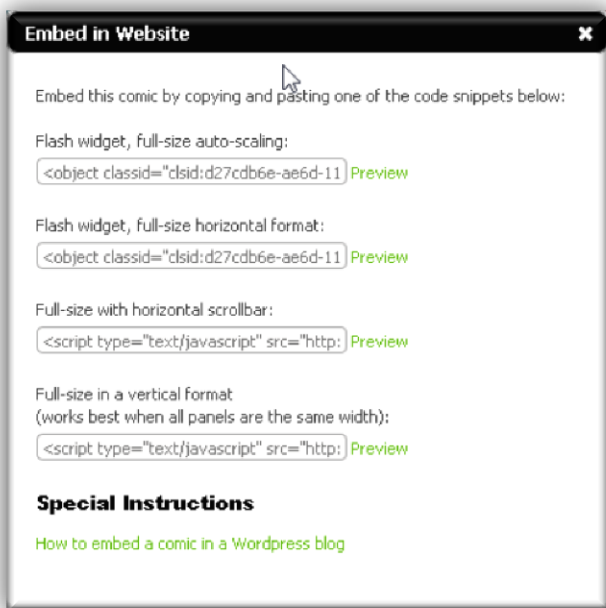 Embed in Website
Embed this comic by copying and pasting one of the code snippets below:
Flash widget, full-size auto-scaling:
<object classid="clsid:d27cdb6e-ae6d-11 Preview
Flash widget, full-size horizontal format:
<object classid="clsid:d27cdb6e-ae6d-11 Preview
Full-size with horizontal scrollbar:
<script type="text/javascript" src="http: Preview
Full-size in a vertical format
(works best when all panels are the same width):
<script type="text/javascript" src="http: Preview
Special Instructions
How to embed a comic in a Wordpress blog